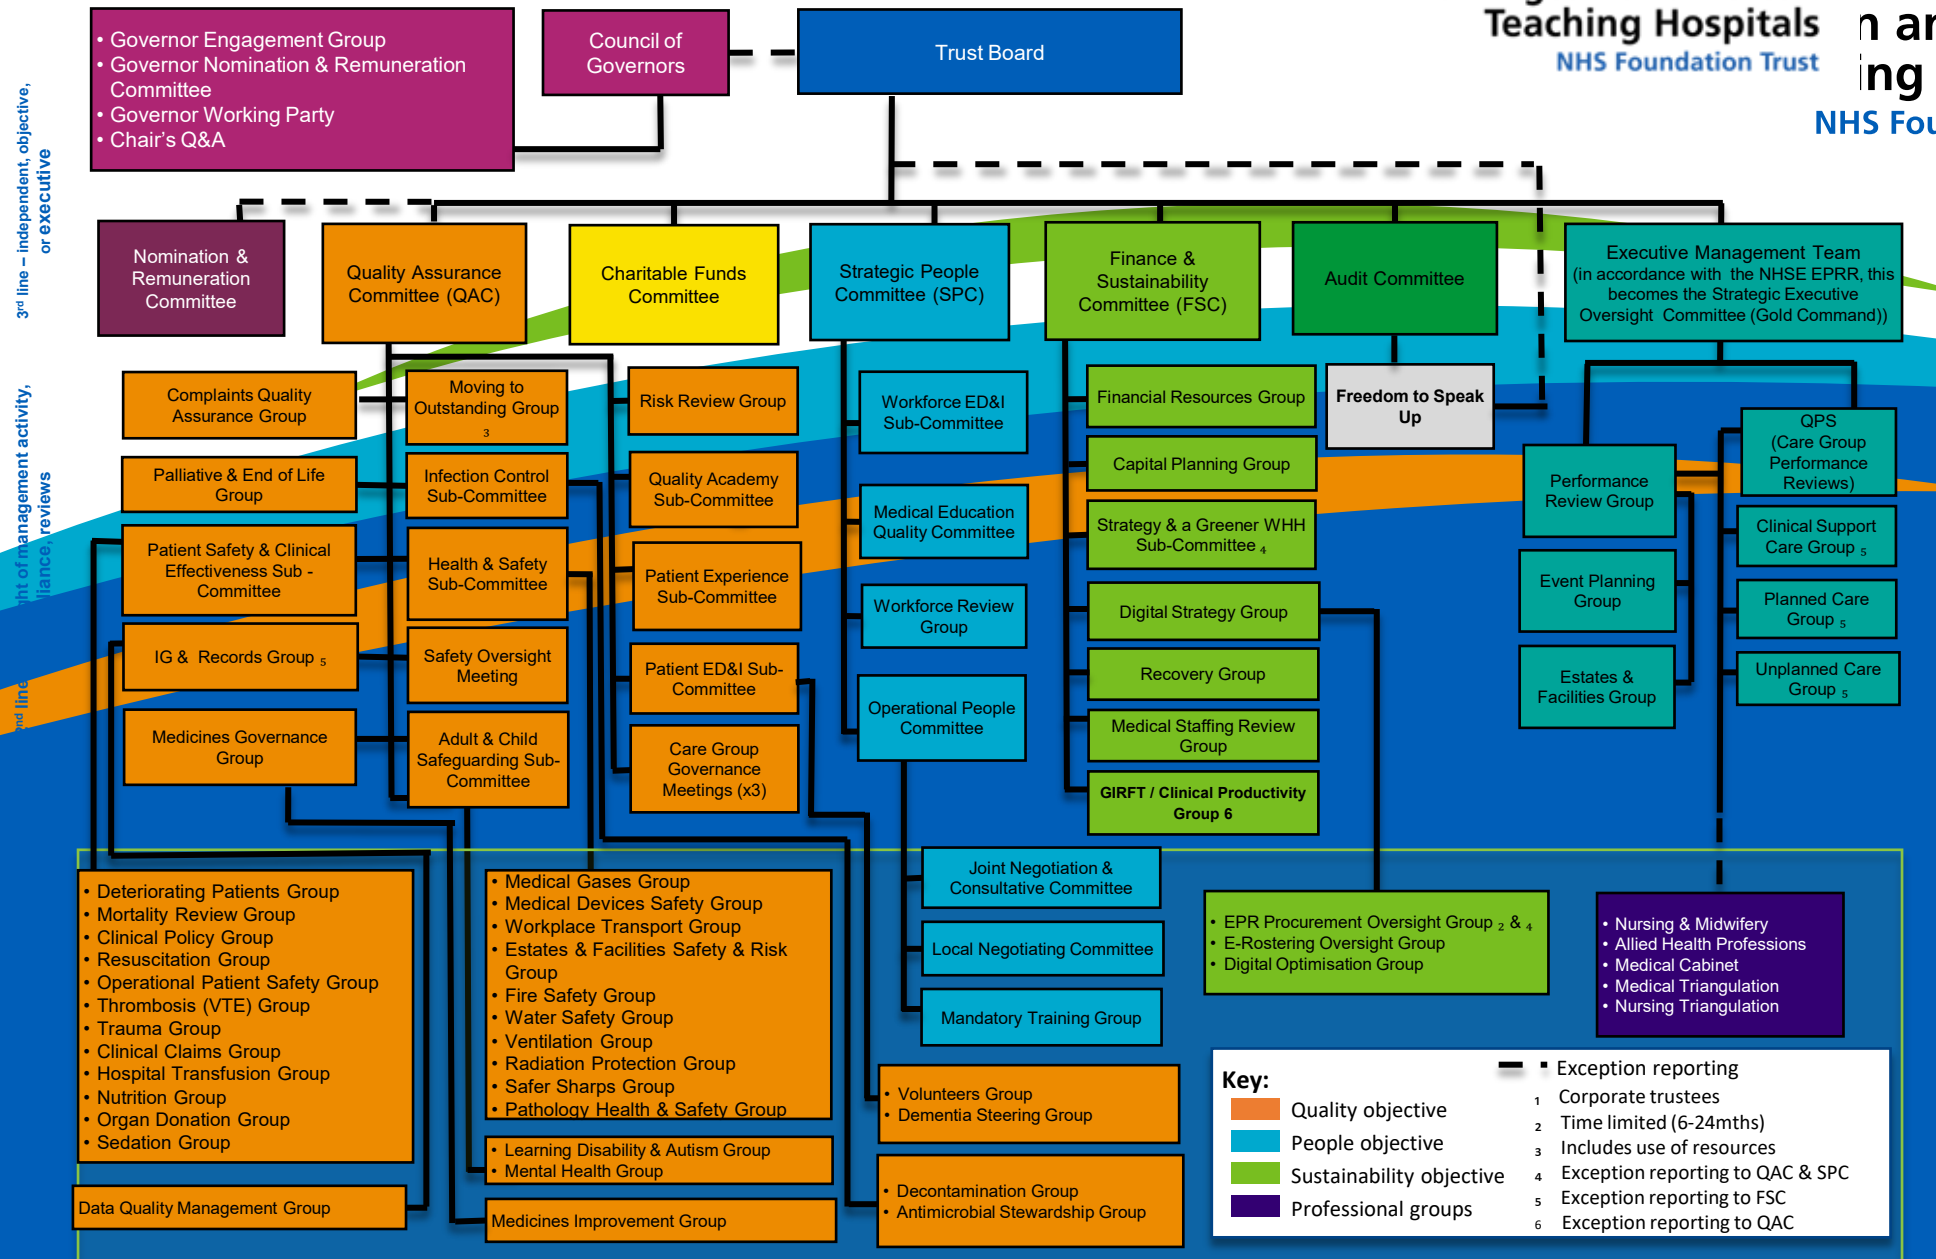 • Governor Engagement Group
• Governor Nomination & Remuneration
Committee
• Governor Working Party
• Chair's Q&A
Council of
Governors
Trust Board
Teaching Hospitals
NHS Foundation Trust
ing
NHS Fou
3rd line – independent, objective,
or executive
Nomination &
Remuneration
Committee
Quality Assurance
Committee (QAC)
Charitable Funds
Committee
Strategic People
Committee (SPC)
Finance &
Sustainability
Committee (FSC)
Audit Committee
Executive Management Team
(in accordance with the NHSE EPRR, this
becomes the Strategic Executive
Oversight Committee (Gold Command))
ht of management activity,
liance, reviews
2nd line
Complaints Quality
Assurance Group
Palliative & End of Life
Group
Patient Safety & Clinical
Effectiveness Sub -
Committee
IG & Records Group 5
Medicines Governance
Group
Moving to
Outstanding Group
3
Infection Control
Sub-Committee
Health & Safety
Sub-Committee
Safety Oversight
Meeting
Adult & Child
Safeguarding Sub-
Committee
Risk Review Group
Quality Academy
Sub-Committee
Patient Experience
Sub-Committee
Patient ED&I Sub-
Committee
Care Group
Governance
Meetings (x3)
Workforce ED&I
Sub-Committee
Medical Education
Quality Committee
Workforce Review
Group
Operational People
Committee
Financial Resources Group
Capital Planning Group
Strategy & a Greener WHH
Sub-Committee 4
Digital Strategy Group
Recovery Group
Medical Staffing Review
Group
GIRFT / Clinical Productivity
Group 6
Freedom to Speak
Up
Performance
Review Group
Event Planning
Group
Estates &
Facilities Group
QPS
(Care Group
Performance
Reviews)
Clinical Support
Care Group 5
Planned Care
Group 5
Unplanned Care
Group 5
• Deteriorating Patients Group
• Mortality Review Group
• Clinical Policy Group
• Resuscitation Group
• Operational Patient Safety Group
• Thrombosis (VTE) Group
• Trauma Group
• Clinical Claims Group
• Hospital Transfusion Group
• Nutrition Group
• Organ Donation Group
• Sedation Group
Data Quality Management Group
• Medical Gases Group
• Medical Devices Safety Group
• Workplace Transport Group
• Estates & Facilities Safety & Risk
Group
• Fire Safety Group
• Water Safety Group
• Ventilation Group
• Radiation Protection Group
• Safer Sharps Group
• Pathology Health & Safety Group
• Learning Disability & Autism Group
• Mental Health Group
Medicines Improvement Group
Joint Negotiation &
Consultative Committee
Local Negotiating Committee
Mandatory Training Group
• Volunteers Group
• Dementia Steering Group
• Decontamination Group
• Antimicrobial Stewardship Group
• EPR Procurement Oversight Group 2 & 4
• E-Rostering Oversight Group
• Digital Optimisation Group
• Nursing & Midwifery
• Allied Health Professions
• Medical Cabinet
• Medical Triangulation
• Nursing Triangulation
Key:
Quality objective
People objective
Sustainability objective
Professional groups
Exception reporting
1 Corporate trustees
2 Time limited (6-24mths)
3 Includes use of resources
4 Exception reporting to QAC & SPC
5 Exception reporting to FSC
6 Exception reporting to QAC